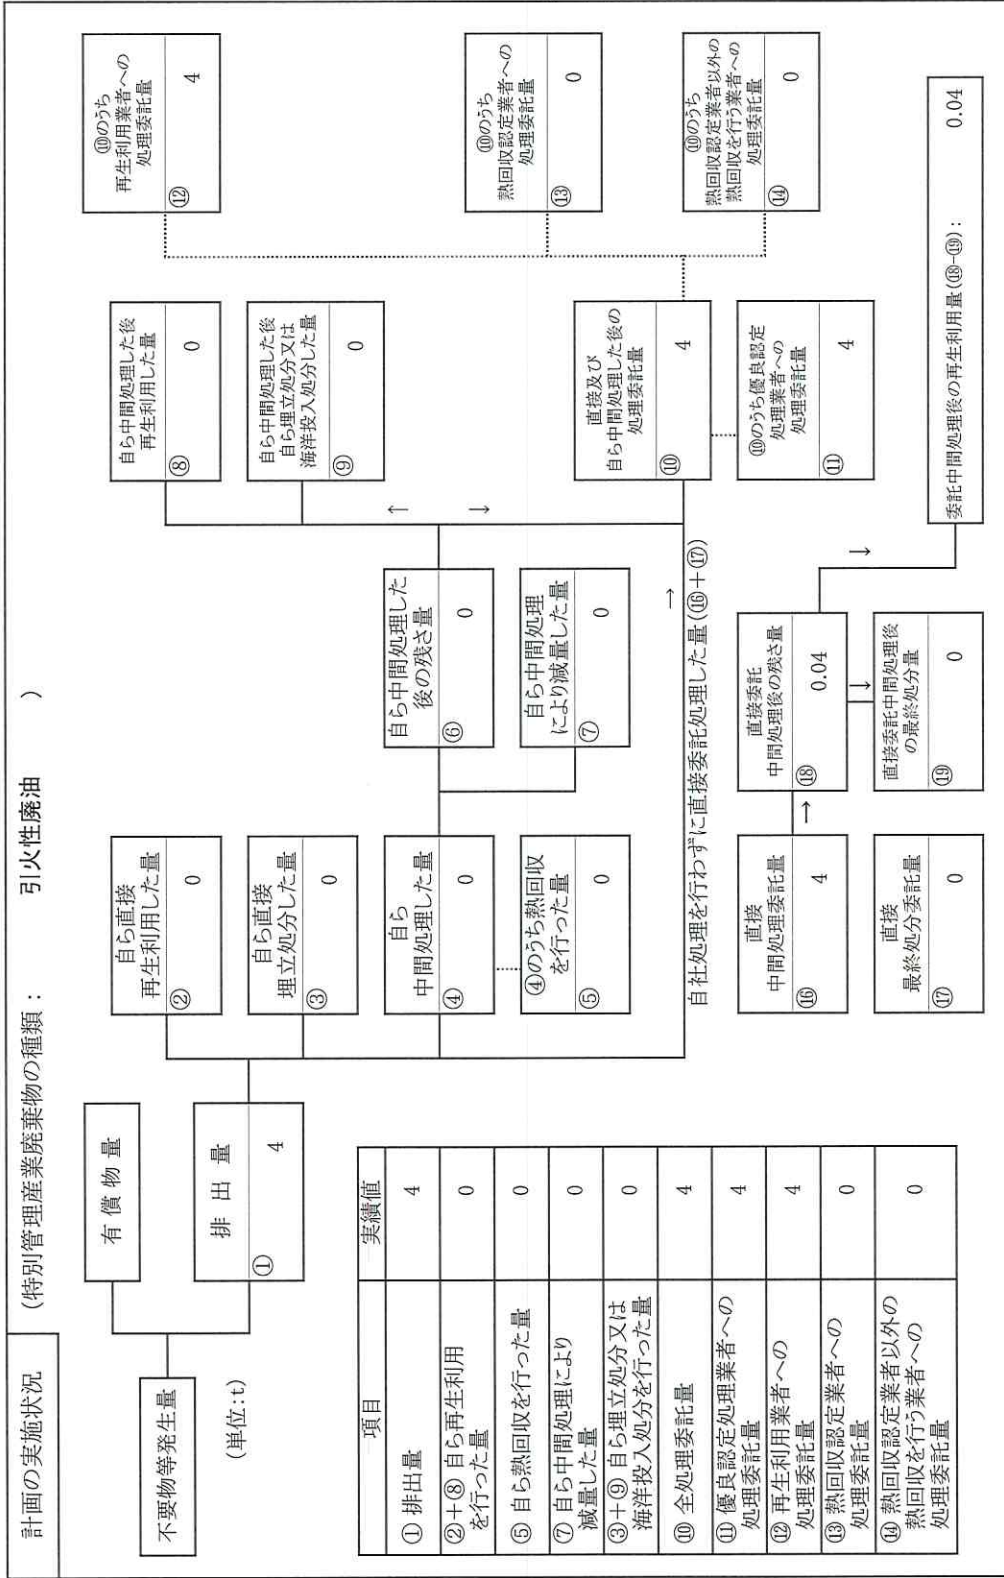 計画の実施状況
(特別管理産業廃棄物の種類： 引火性廃油 )
不要物等発生量
(単位:t)
有償物量
排出量
① 4
自ら直接
再生利用した量
② 0
自ら直接
埋立処分した量
③ 0
自ら
中間処理した量
④ 0
④のうち熱回収
を行った量
⑤ 0
自ら中間処理した
後の残さ量
⑥ 0
自ら中間処理
により減量した量
⑦ 0
↑
↓
自ら中間処理した後
再生利用した量
⑧ 0
自ら中間処理した後
自ら埋立処分又は
海洋投入処分した量
⑨ 0
→
自社処理を行わずに直接委託処理した量(⑯＋⑰)
直接及び
自ら中間処理した後の
処理委託量
⑩ 4
⑩のうち優良認定
処理業者への
処理委託量
⑪ 4
⑩のうち
再生利用業者への
処理委託量
⑫ 4
⑩のうち
熱回収認定業者への
処理委託量
⑬ 0
⑩のうち
熱回収認定業者以外の
熱回収を行う業者への
処理委託量
⑭ 0
直接
中間処理委託量
⑯ 4
→
直接
最終処分委託量
⑰ 0
直接委託
中間処理後の残さ量
⑱ 0.04
↓
直接委託中間処理後
の最終処分量
⑲ 0
↓
委託中間処理後の再生利用量(⑱-⑲)： 0.04
項目 実績値
① 排出量 4
②＋⑧ 自ら再生利用
を行った量 0
⑤ 自ら熱回収を行った量 0
⑦ 自ら中間処理により
減量した量 0
③＋⑨ 自ら埋立処分又は
海洋投入処分を行った量 0
⑩ 全処理委託量 4
⑪ 優良認定処理業者への
処理委託量 4
⑫ 再生利用業者への
処理委託量 4
⑬ 熱回収認定業者への
処理委託量 0
⑭ 熱回収認定業者以外の
熱回収を行う業者への
処理委託量 0